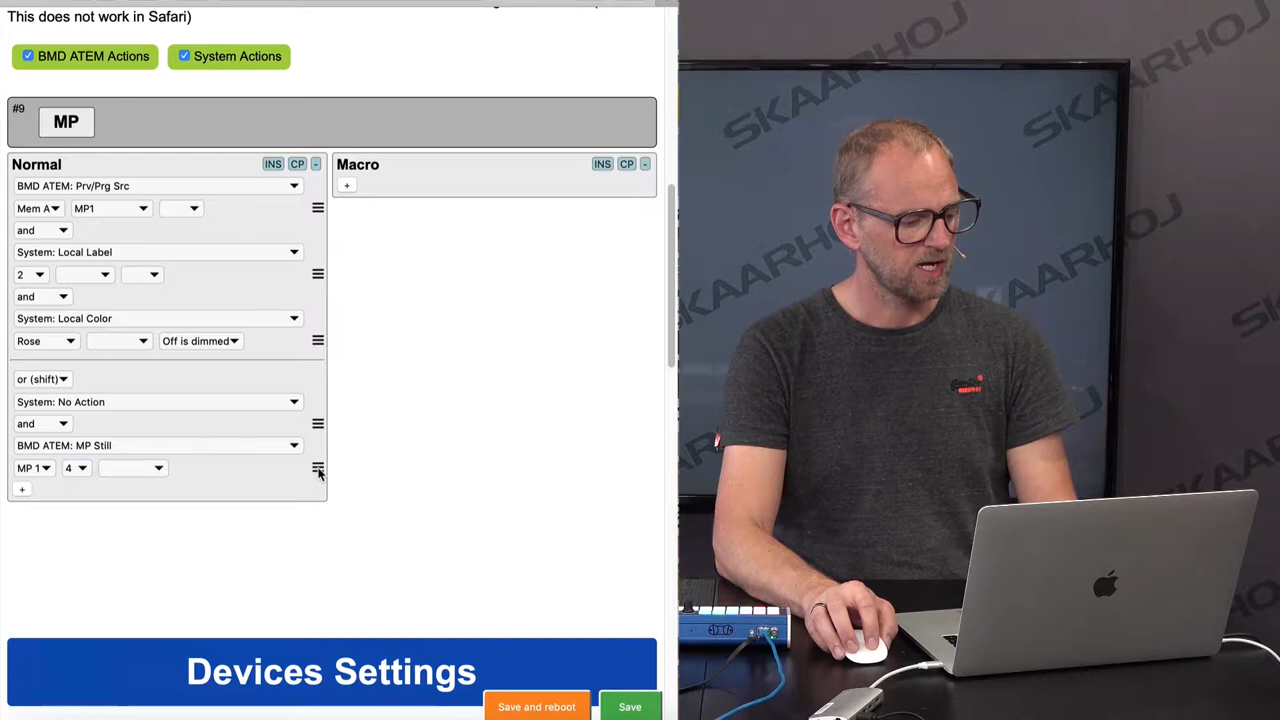 This does not work in Safari)
BMD ATEM Actions
System Actions
#9
MP
Normal
INS
CP
-
BMD ATEM: Prv/Prg Src
Mem A
MP1
and
System: Local Label
2
and
System: Local Color
Rose
Off is dimmed
or (shift)
System: No Action
and
BMD ATEM: MP Still
MP 1
4
+
Macro
INS
CP
-
+
Devices Settings
Save and reboot
Save
SKAARHOJ
SKAARHOJ
SKAARHOJ
SKAARHOJ